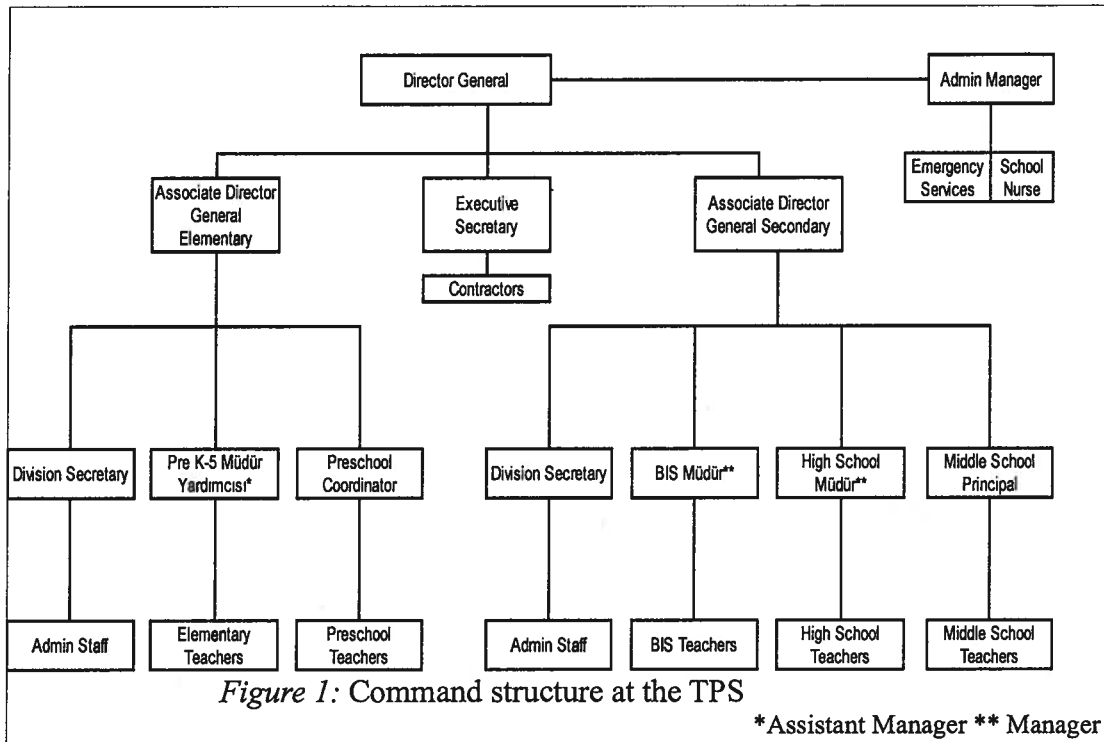 Director General
Admin Manager
Emergency
Services
School
Nurse
Associate Director
General
Elementary
Executive
Secretary
Associate Director
General Secondary
Contractors
Division Secretary
Pre K-5 Müdür
Yardımcısı*
Preschool
Coordinator
Division Secretary
BIS Müdür**
High School
Müdür**
Middle School
Principal
Admin Staff
Elementary
Teachers
Preschool
Teachers
Admin Staff
BIS Teachers
High School
Teachers
Middle School
Teachers
Figure 1: Command structure at the TPS
*Assistant Manager ** Manager